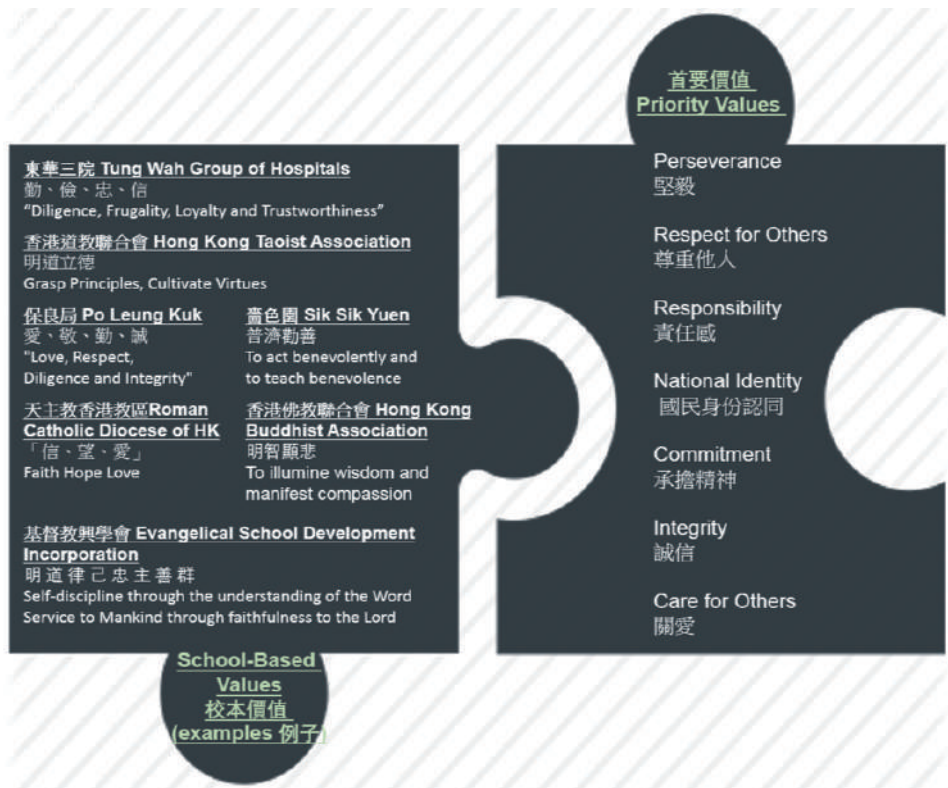 東華三院 Tung Wah Group of Hospitals
勤、儉、忠、信
“Diligence, Frugality, Loyalty and Trustworthiness”
香港道教聯合會 Hong Kong Taoist Association
明道立德
Grasp Principles, Cultivate Virtues
保良局 Po Leung Kuk
愛、敬、勤、誠
"Love, Respect,
Diligence and Integrity"
嗇色園 Sik Sik Yuen
普濟勸善
To act benevolently and
to teach benevolence
天主教香港教區Roman
Catholic Diocese of HK
「信、望、愛」
Faith Hope Love
香港佛教聯合會 Hong Kong
Buddhist Association
明智顯悲
To illumine wisdom and
manifest compassion
基督教興學會 Evangelical School Development
Incorporation
明道律己忠主善群
Self-discipline through the understanding of the Word
Service to Mankind through faithfulness to the Lord
School-Based
Values
校本價值
(examples 例子)
首要價值
Priority Values
Perseverance
堅毅
Respect for Others
尊重他人
Responsibility
責任感
National Identity
國民身份認同
Commitment
承擔精神
Integrity
誠信
Care for Others
關愛